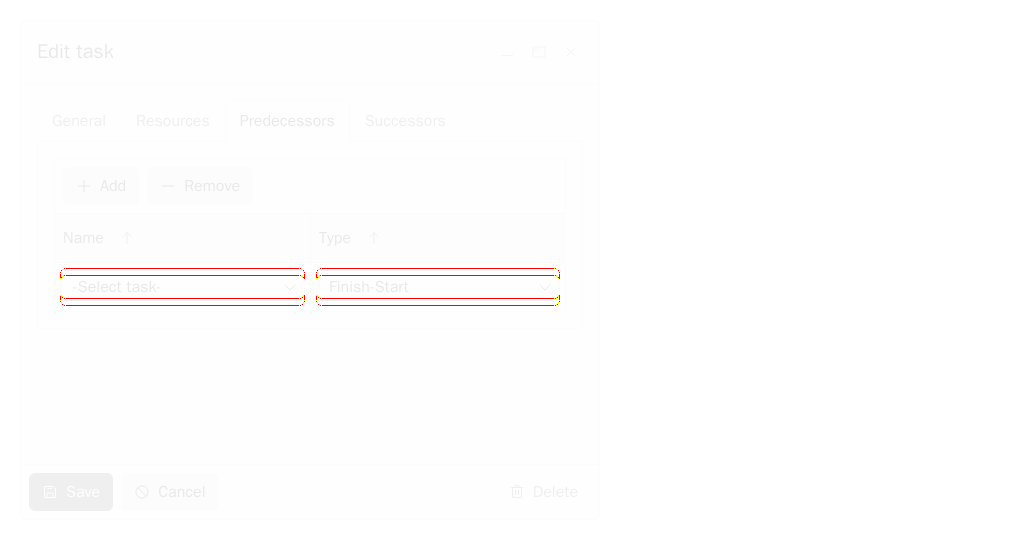 Edit task
General Resources Predecessors Successors
Add Remove
Name Type
-Select task- Finish-Start
Save Cancel Delete